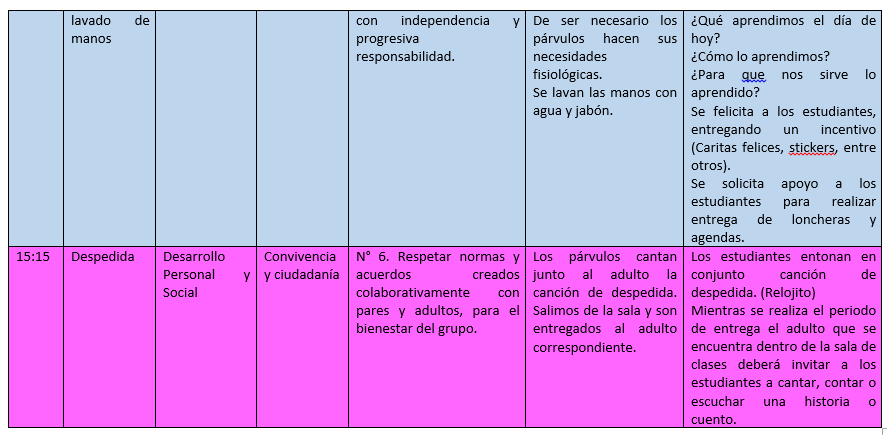 lavado de
manos
con independencia y
progresiva
responsabilidad.
De ser necesario los
párvulos hacen sus
necesidades
fisiológicas.
Se lavan las manos con
agua y jabón.
¿Qué aprendimos el día de
hoy?
¿Cómo lo aprendimos?
¿Para que nos sirve lo
aprendido?
Se felicita a los estudiantes,
entregando un incentivo
(Caritas felices, stickers, entre
otros).
Se solicita apoyo a los
estudiantes para realizar
entrega de loncheras y
agendas.
15:15
Despedida
Desarrollo
Personal y
Social
Convivencia
y ciudadanía
N° 6. Respetar normas y
acuerdos creados
colaborativamente con
pares y adultos, para el
bienestar del grupo.
Los párvulos cantan
junto al adulto la
canción de despedida.
Salimos de la sala y son
entregados al adulto
correspondiente.
Los estudiantes entonan en
conjunto canción de
despedida. (Relojito)
Mientras se realiza el periodo
de entrega el adulto que se
encuentra dentro de la sala de
clases deberá invitar a los
estudiantes a cantar, contar o
escuchar una historia o
cuento.